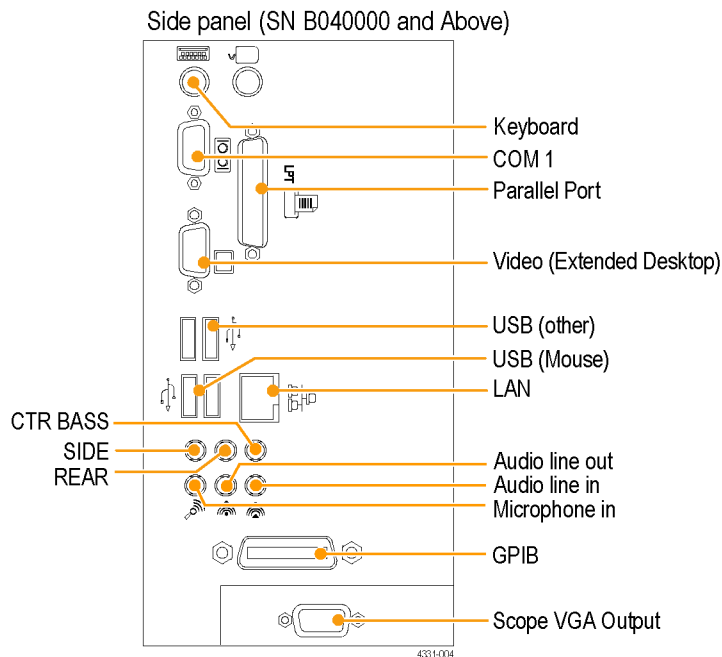 Side panel (SN B040000 and Above)
Keyboard
COM 1
LPT
Parallel Port
Video (Extended Desktop)
USB (other)
USB (Mouse)
LAN
CTR BASS
SIDE
REAR
Audio line out
Audio line in
Microphone in
GPIB
Scope VGA Output
4331-004